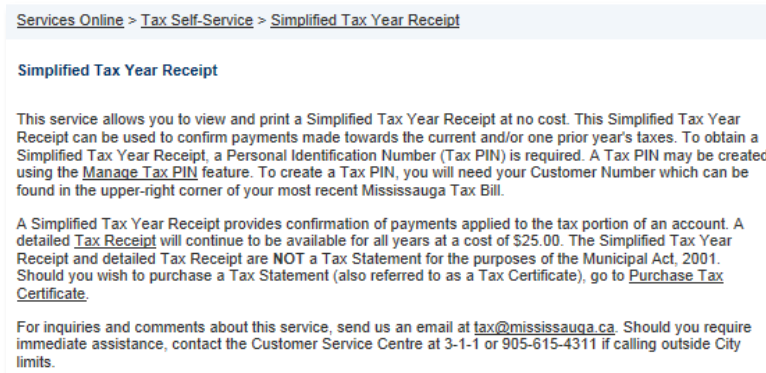 Services Online > Tax Self-Service > Simplified Tax Year Receipt
Simplified Tax Year Receipt
This service allows you to view and print a Simplified Tax Year Receipt at no cost. This Simplified Tax Year
Receipt can be used to confirm payments made towards the current and/or one prior year's taxes. To obtain a
Simplified Tax Year Receipt, a Personal Identification Number (Tax PIN) is required. A Tax PIN may be created
using the Manage Tax PIN feature. To create a Tax PIN, you will need your Customer Number which can be
found in the upper-right corner of your most recent Mississauga Tax Bill.
A Simplified Tax Year Receipt provides confirmation of payments applied to the tax portion of an account. A
detailed Tax Receipt will continue to be available for all years at a cost of $25.00. The Simplified Tax Year
Receipt and detailed Tax Receipt are NOT a Tax Statement for the purposes of the Municipal Act, 2001.
Should you wish to purchase a Tax Statement (also referred to as a Tax Certificate), go to Purchase Tax
Certificate.
For inquiries and comments about this service, send us an email at tax@mississauga.ca. Should you require
immediate assistance, contact the Customer Service Centre at 3-1-1 or 905-615-4311 if calling outside City
limits.